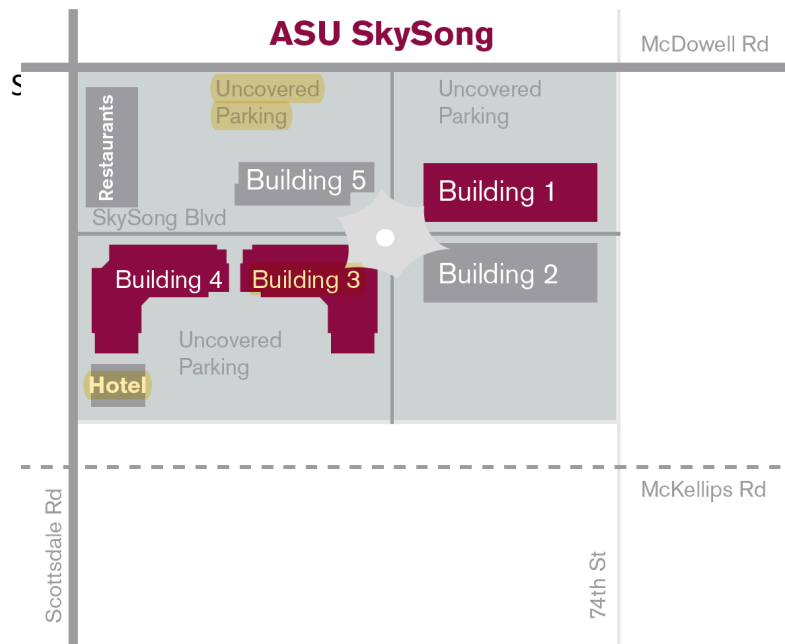 ASU SkySong
McDowell Rd
S
Uncovered
Parking
Uncovered
Parking
Restaurants
Building 5
Building 1
SkySong Blvd
Building 4
Building 3
Building 2
Uncovered
Parking
Hotel
McKellips Rd
Scottsdale Rd
74th St